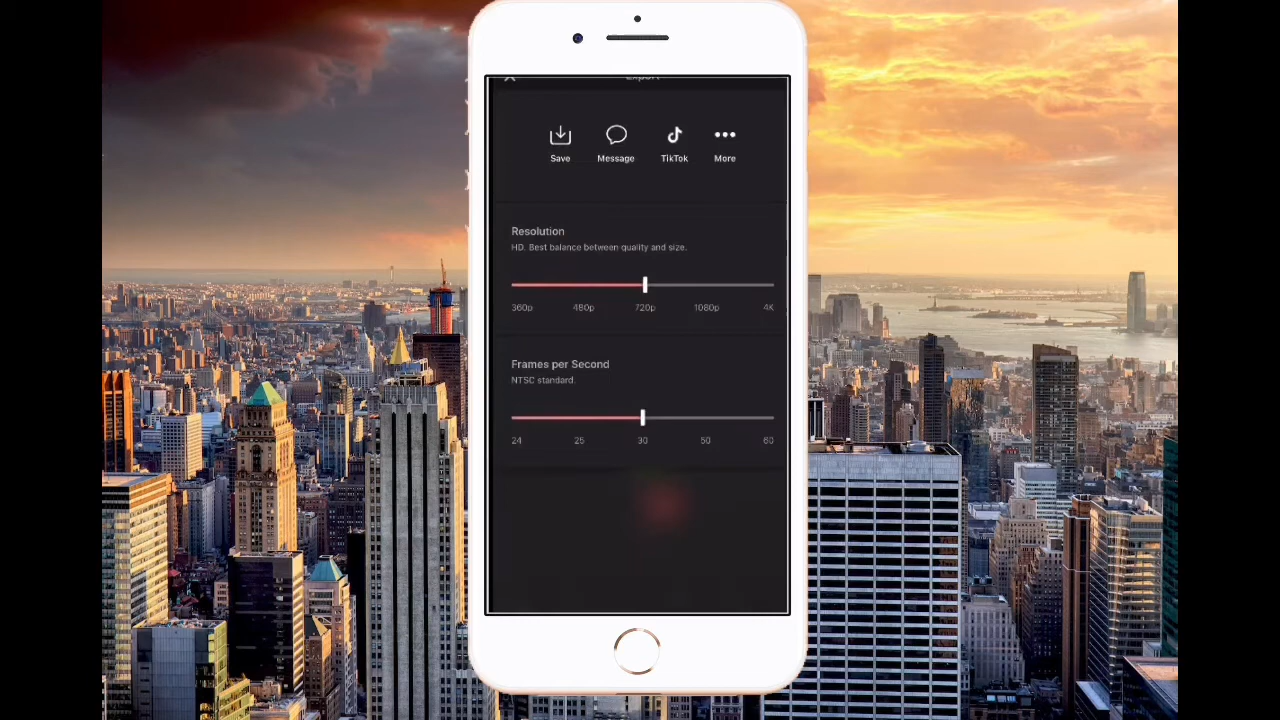 Export
Save Message TikTok More
Resolution
HD. Best balance between quality and size.
360p 480p 720p 1080p 4K
Frames per Second
NTSC standard.
24 25 30 50 60